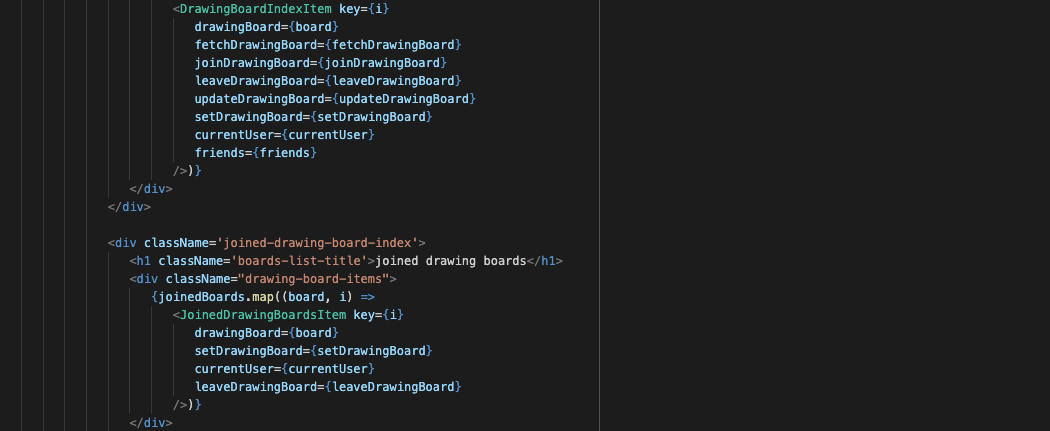 <DrawingBoardIndexItem key={i}
drawingBoard={board}
fetchDrawingBoard={fetchDrawingBoard}
joinDrawingBoard={joinDrawingBoard}
leaveDrawingBoard={leaveDrawingBoard}
updateDrawingBoard={updateDrawingBoard}
setDrawingBoard={setDrawingBoard}
currentUser={currentUser}
friends={friends}
/>)}
</div>
</div>
<div className='joined-drawing-board-index'>
<h1 className='boards-list-title'>joined drawing boards</h1>
<div className="drawing-board-items">
{joinedBoards.map((board, i) =>
<JoinedDrawingBoardsItem key={i}
drawingBoard={board}
setDrawingBoard={setDrawingBoard}
currentUser={currentUser}
leaveDrawingBoard={leaveDrawingBoard}
/>)}
</div>